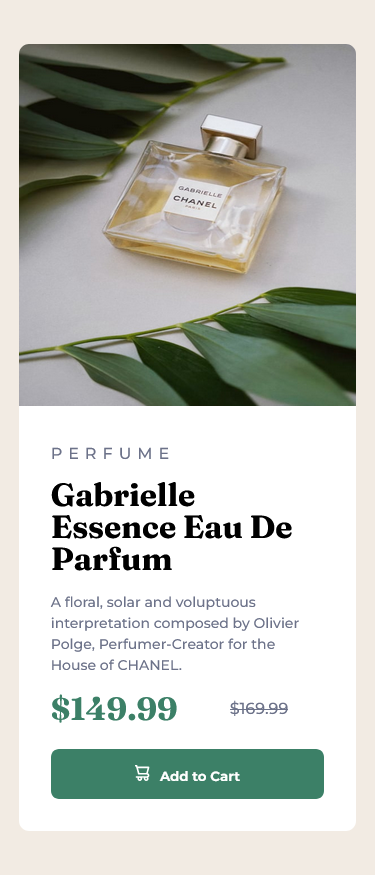 GABRIELLE
CHANEL
PARIS
PERFUME
Gabrielle
Essence Eau De
Parfum
A floral, solar and voluptuous
interpretation composed by Olivier
Polge, Perfumer-Creator for the
House of CHANEL.
$149.99 $169.99
Add to Cart